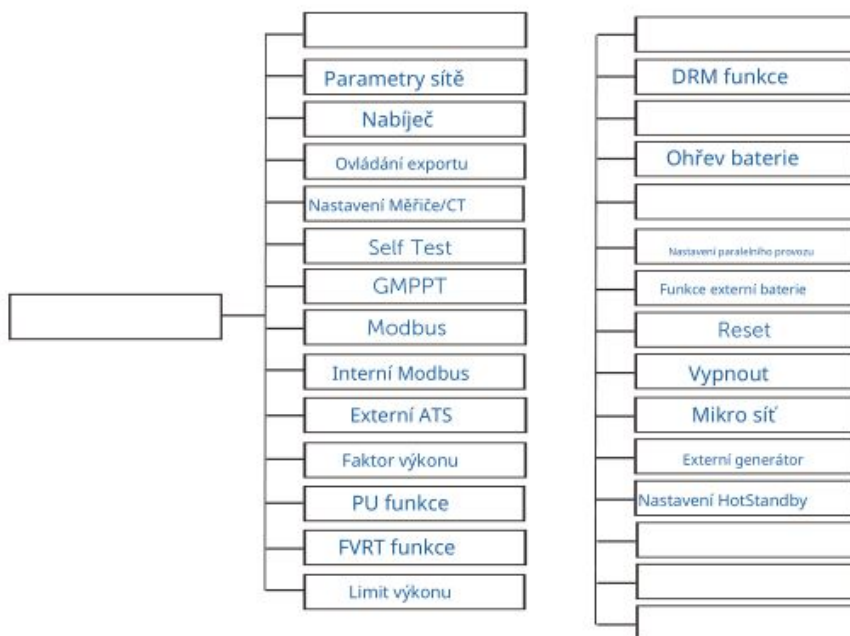 Parametry sítě
Nabíječ
Ovládání exportu
Nastavení Měřiče/CT
Self Test
GMPPT
Modbus
Interní Modbus
Externí ATS
Faktor výkonu
PU funkce
FVRT funkce
Limit výkonu
DRM funkce
Ohřev baterie
Nastavení paralelního provozu
Funkce externí baterie
Reset
Vypnout
Mikro síť
Externí generátor
Nastavení HotStandby